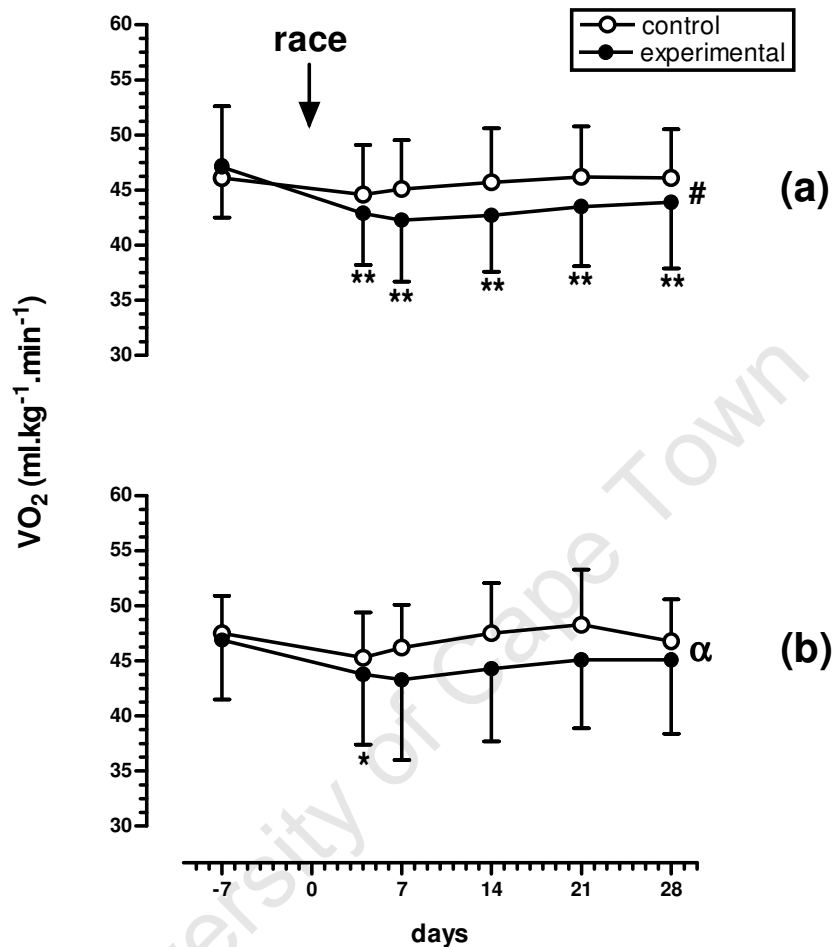 control
experimental
race
60
55
50
45
40
35
30
#
(a)
**
**
**
**
**
VO₂ (ml.kg⁻¹.min⁻¹)
60
55
50
45
40
35
30
α
(b)
*
-7 0 7 14 21 28
days
University of Cape Town